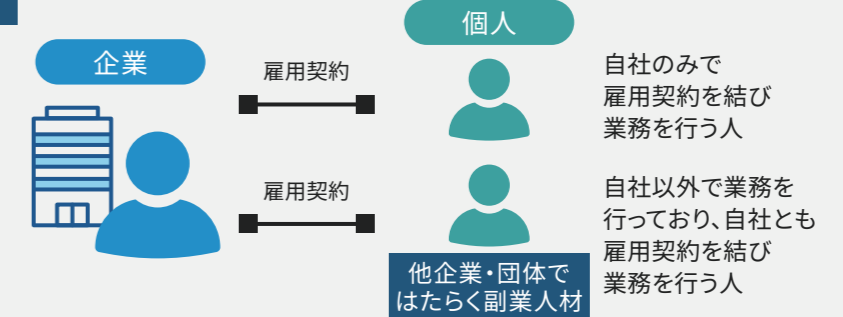 個人
企業
雇用契約
自社のみで
雇用契約を結び
業務を行う人
雇用契約
自社以外で業務を
行っており、自社とも
雇用契約を結び
業務を行う人
他企業・団体で
はたらく副業人材